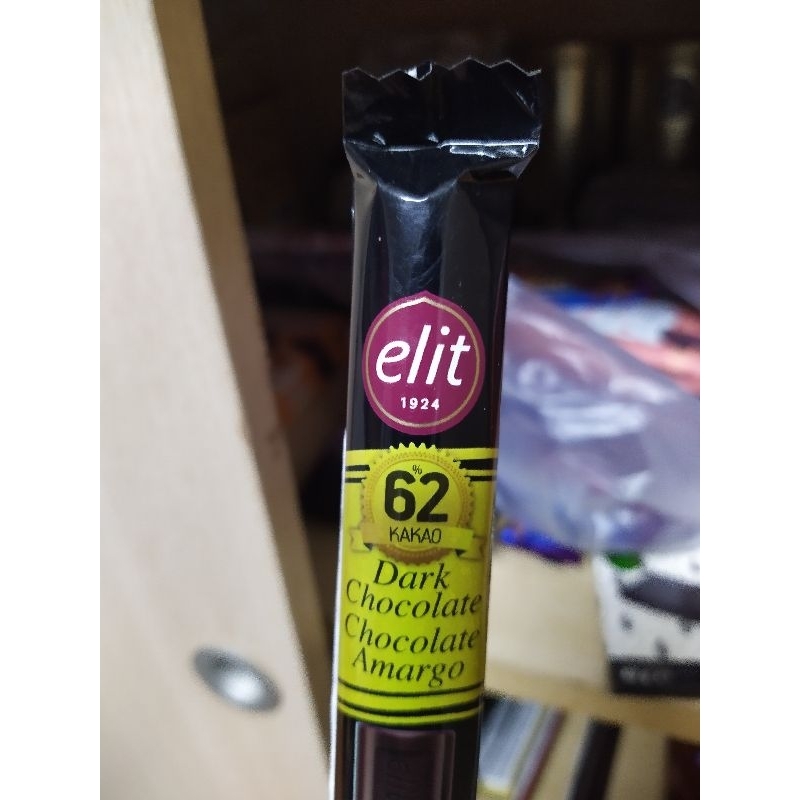 elit
1924
%
62
KAKAO
Dark
Chocolate
Chocolate
Amargo